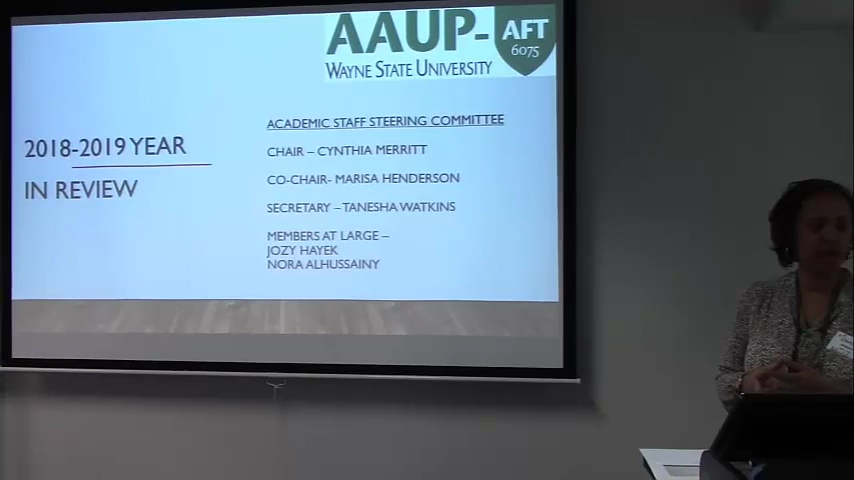 AAUP-
AFT
6075
WAYNE STATE UNIVERSITY
2018-2019 YEAR
IN REVIEW
ACADEMIC STAFF STEERING COMMITTEE
CHAIR – CYNTHIA MERRITT
CO-CHAIR- MARISA HENDERSON
SECRETARY – TANESHA WATKINS
MEMBERS AT LARGE –
JOZY HAYEK
NORA ALHUSSAINY